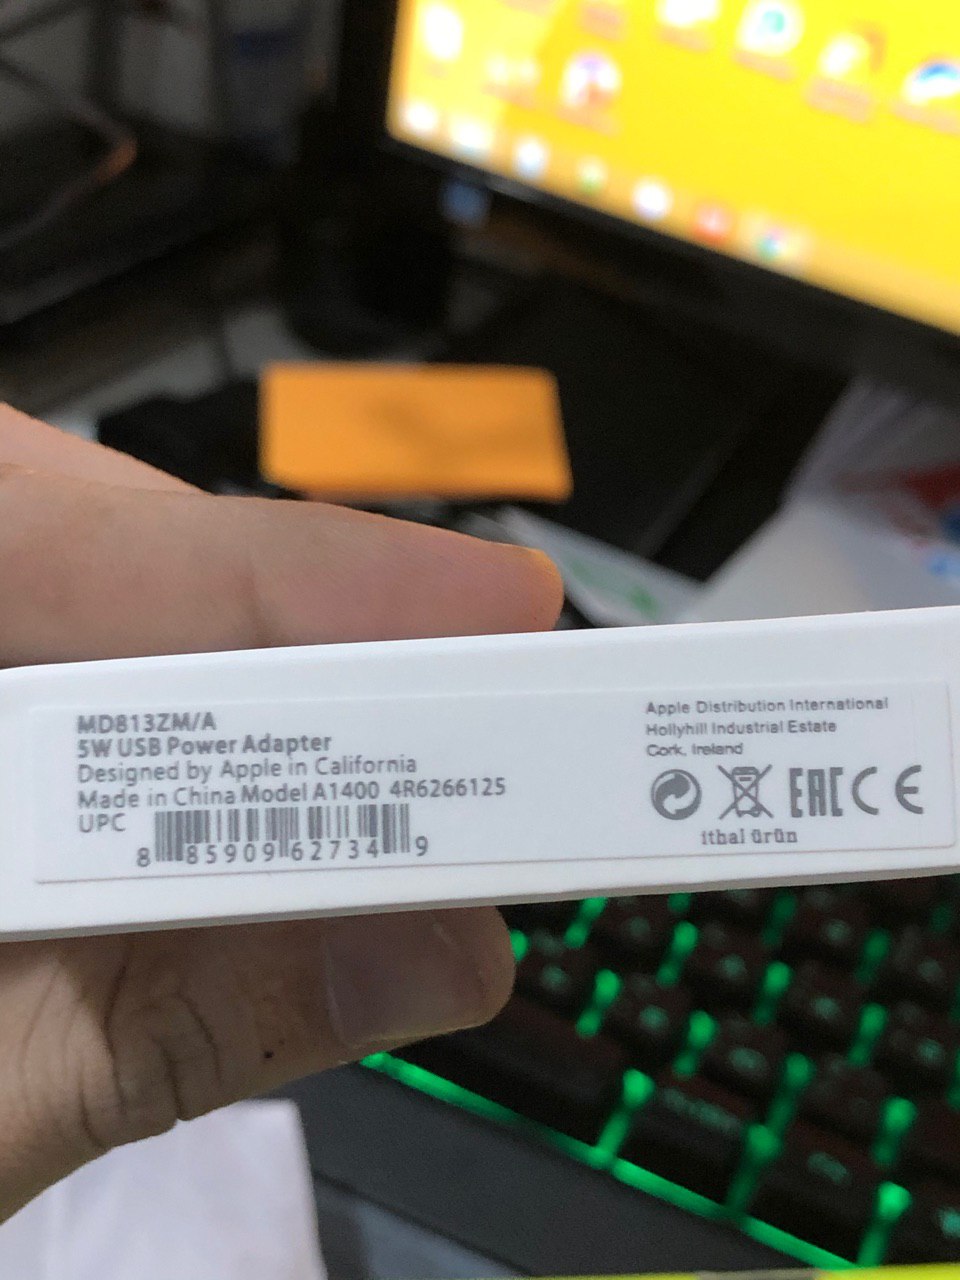 MD813ZM/A
5W USB Power Adapter
Designed by Apple in California
Made in China Model A1400 4R6266125
UPC
8 85909 62734 9
Apple Distribution International
Hollyhill Industrial Estate
Cork, Ireland
EAC CE
ithal ürün